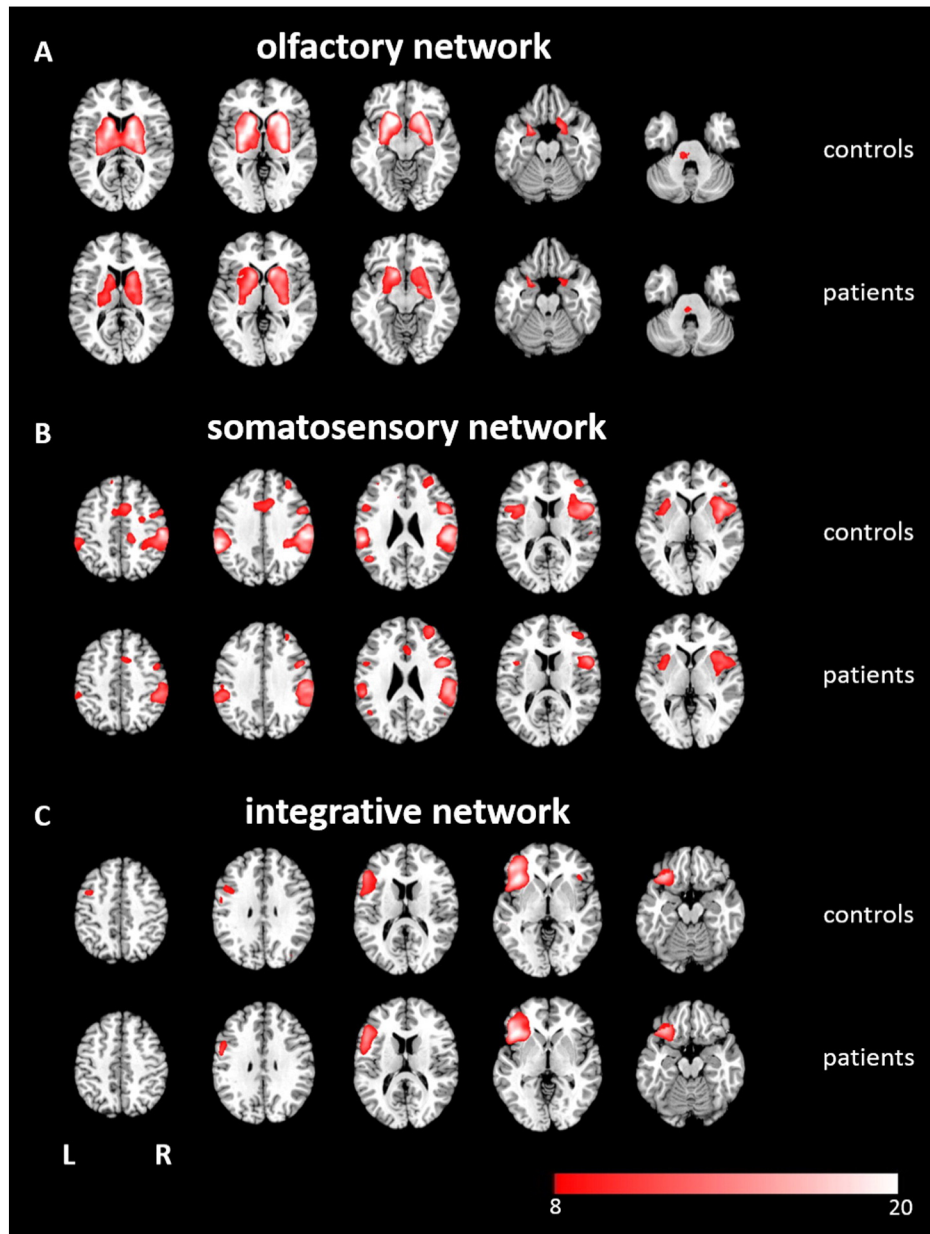 A
olfactory network
controls
patients
B
somatosensory network
controls
patients
C
integrative network
controls
patients
L R
8 20